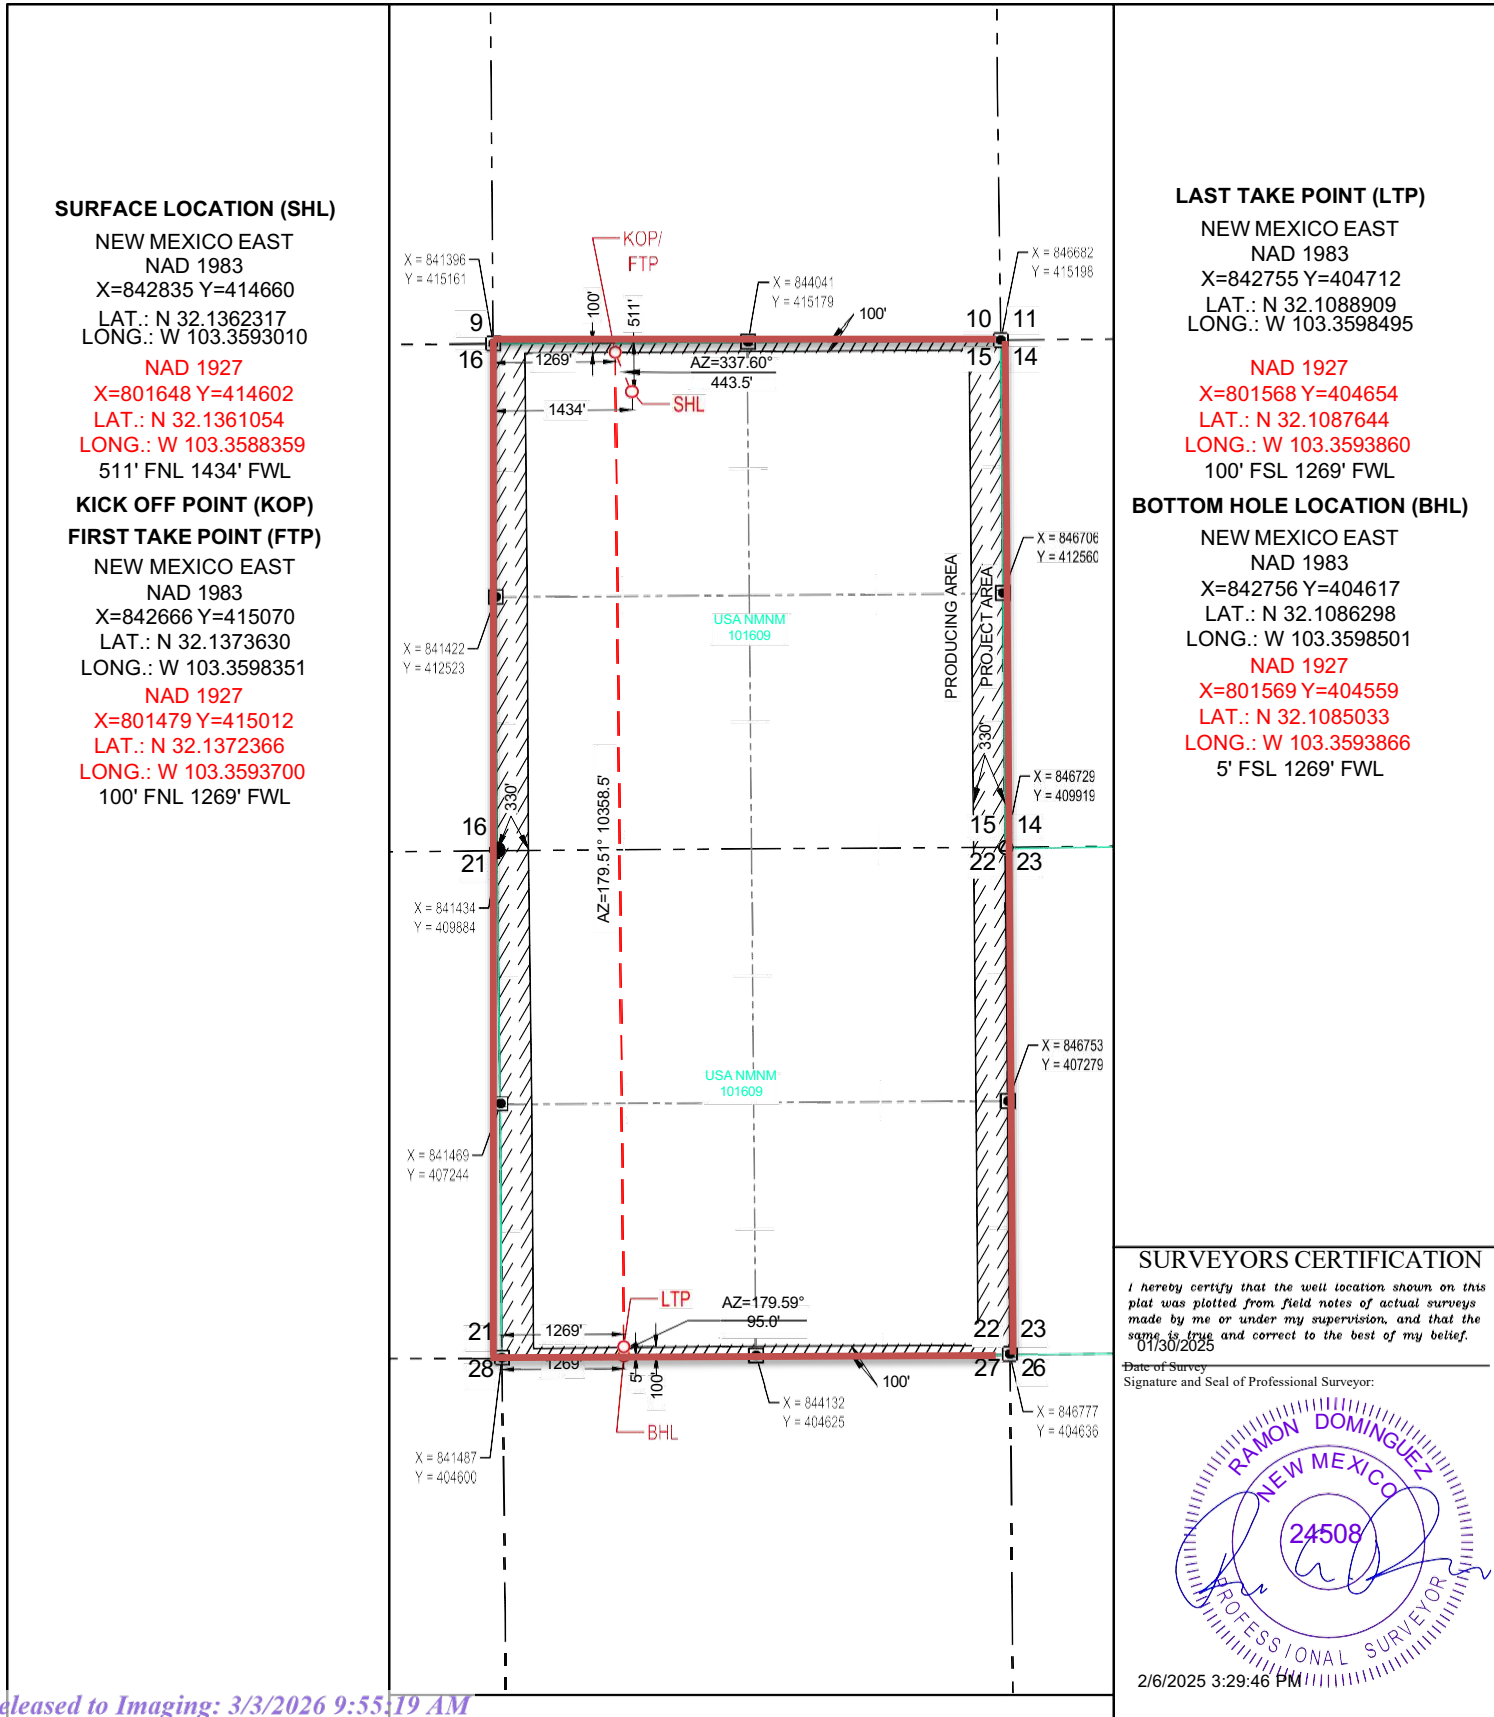 SURFACE LOCATION (SHL)
NEW MEXICO EAST
NAD 1983
X=842835 Y=414660
LAT.: N 32.1362317
LONG.: W 103.3593010
NAD 1927
X=801648 Y=414602
LAT.: N 32.1361054
LONG.: W 103.3588359
511' FNL 1434' FWL
KICK OFF POINT (KOP)
FIRST TAKE POINT (FTP)
NEW MEXICO EAST
NAD 1983
X=842666 Y=415070
LAT.: N 32.1373630
LONG.: W 103.3598351
NAD 1927
X=801479 Y=415012
LAT.: N 32.1372366
LONG.: W 103.3593700
100' FNL 1269' FWL
KOP/
FTP
X = 841396
Y = 415161
X = 844041
Y = 415179
X = 846682
Y = 415198
100'
511'
100'
9
10 11
16
15 14
1269'
AZ=337.60°
443.5'
1434'
SHL
X = 846706
Y = 412560
PRODUCING AREA
PROJECT AREA
USA NMNM
101609
X = 841422
Y = 412523
330'
330'
X = 846729
Y = 409919
AZ=179.51° 10358.5'
16
15 14
21
22 23
X = 841434
Y = 409884
X = 846753
Y = 407279
USA NMNM
101609
X = 841469
Y = 407244
LTP
AZ=179.59°
95.0'
21
1269'
22 23
28
1269'
27 26
5'
100'
100'
BHL
X = 844132
Y = 404625
X = 846777
Y = 404636
X = 841487
Y = 404600
LAST TAKE POINT (LTP)
NEW MEXICO EAST
NAD 1983
X=842755 Y=404712
LAT.: N 32.1088909
LONG.: W 103.3598495
NAD 1927
X=801568 Y=404654
LAT.: N 32.1087644
LONG.: W 103.3593860
100' FSL 1269' FWL
BOTTOM HOLE LOCATION (BHL)
NEW MEXICO EAST
NAD 1983
X=842756 Y=404617
LAT.: N 32.1086298
LONG.: W 103.3598501
NAD 1927
X=801569 Y=404559
LAT.: N 32.1085033
LONG.: W 103.3593866
5' FSL 1269' FWL
SURVEYORS CERTIFICATION
I hereby certify that the well location shown on this
plat was plotted from field notes of actual surveys
made by me or under my supervision, and that the
same is true and correct to the best of my belief.
01/30/2025
Date of Survey
Signature and Seal of Professional Surveyor:
RAMON DOMINGUEZ
NEW MEXICO
24508
PROFESSIONAL SURVEYOR
2/6/2025 3:29:46 PM
eleased to Imaging: 3/3/2026 9:55:19 AM